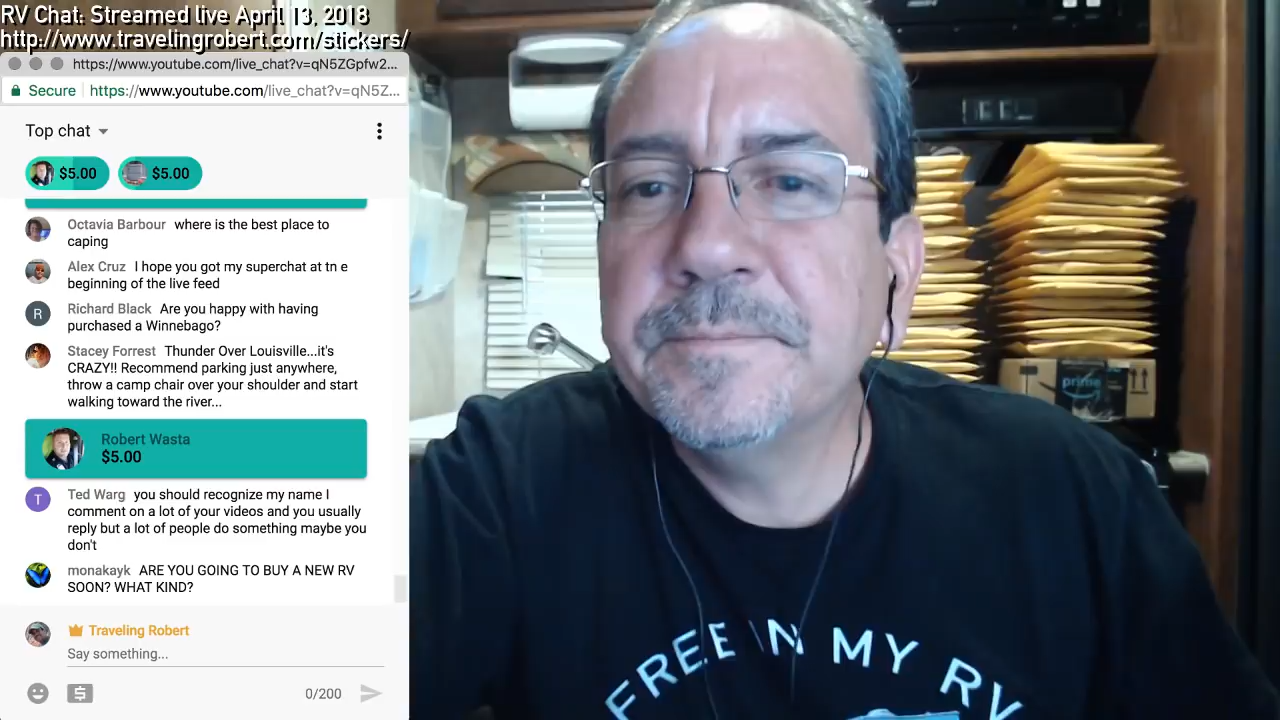 RV Chat: Streamed live April 13, 2018
http://www.travelingrobert.com/stickers/
https://www.youtube.com/live_chat?v=qN5ZGpfw2...
Secure https://www.youtube.com/live_chat?v=qN5Z...
Top chat
$5.00 $5.00
Octavia Barbour where is the best place to
caping
Alex Cruz I hope you got my superchat at tn e
beginning of the live feed
R Richard Black Are you happy with having
purchased a Winnebago?
Stacey Forrest Thunder Over Louisville...it's
CRAZY!! Recommend parking just anywhere,
throw a camp chair over your shoulder and start
walking toward the river...
Robert Wasta
$5.00
T Ted Warg you should recognize my name I
comment on a lot of your videos and you usually
reply but a lot of people do something maybe you
don't
monakayk ARE YOU GOING TO BUY A NEW RV
SOON? WHAT KIND?
Traveling Robert
Say something...
$ 0/200
prime
FREE IN MY RV